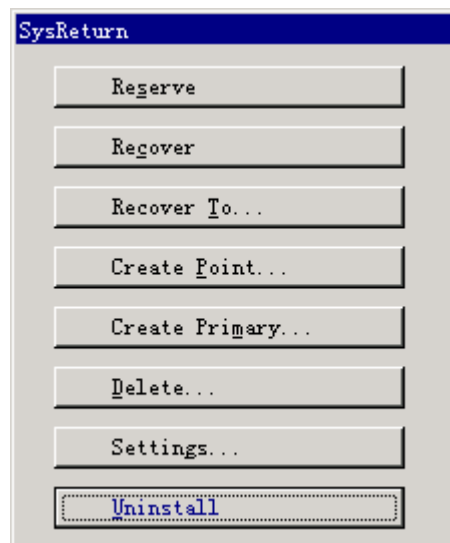 SysReturn
Reserve
Recover
Recover To...
Create Point...
Create Primary...
Delete...
Settings...
Uninstall